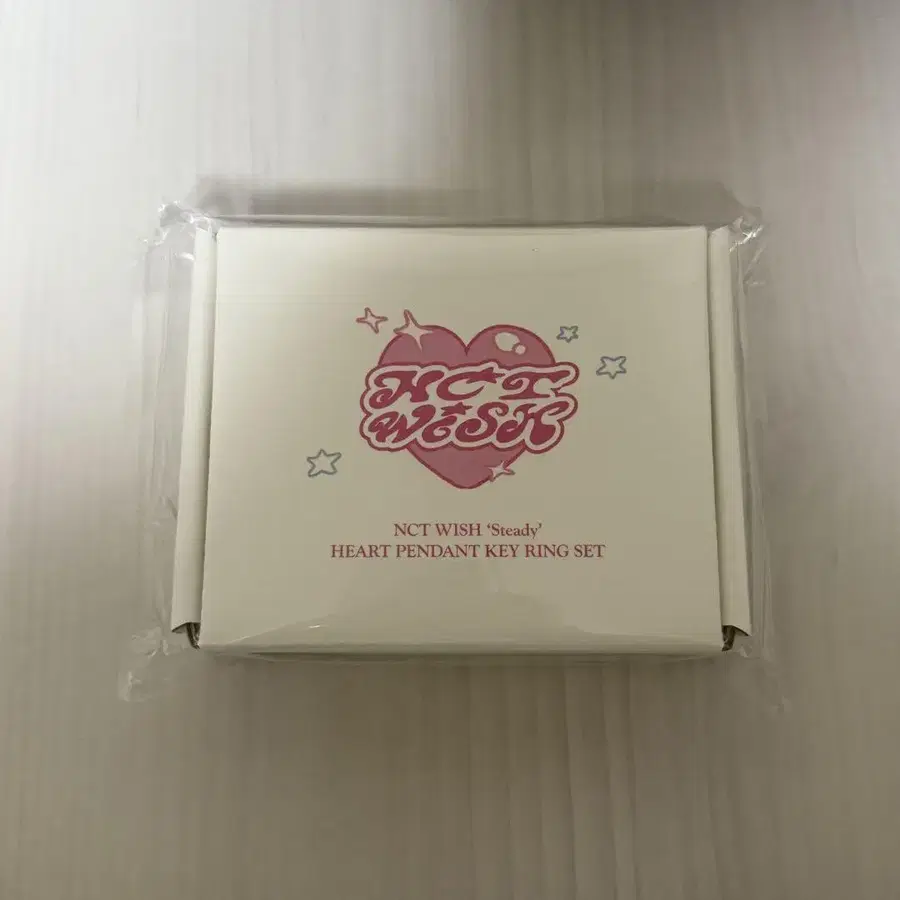 NCT
WiSH
NCT WISH ‘Steady’
HEART PENDANT KEY RING SET